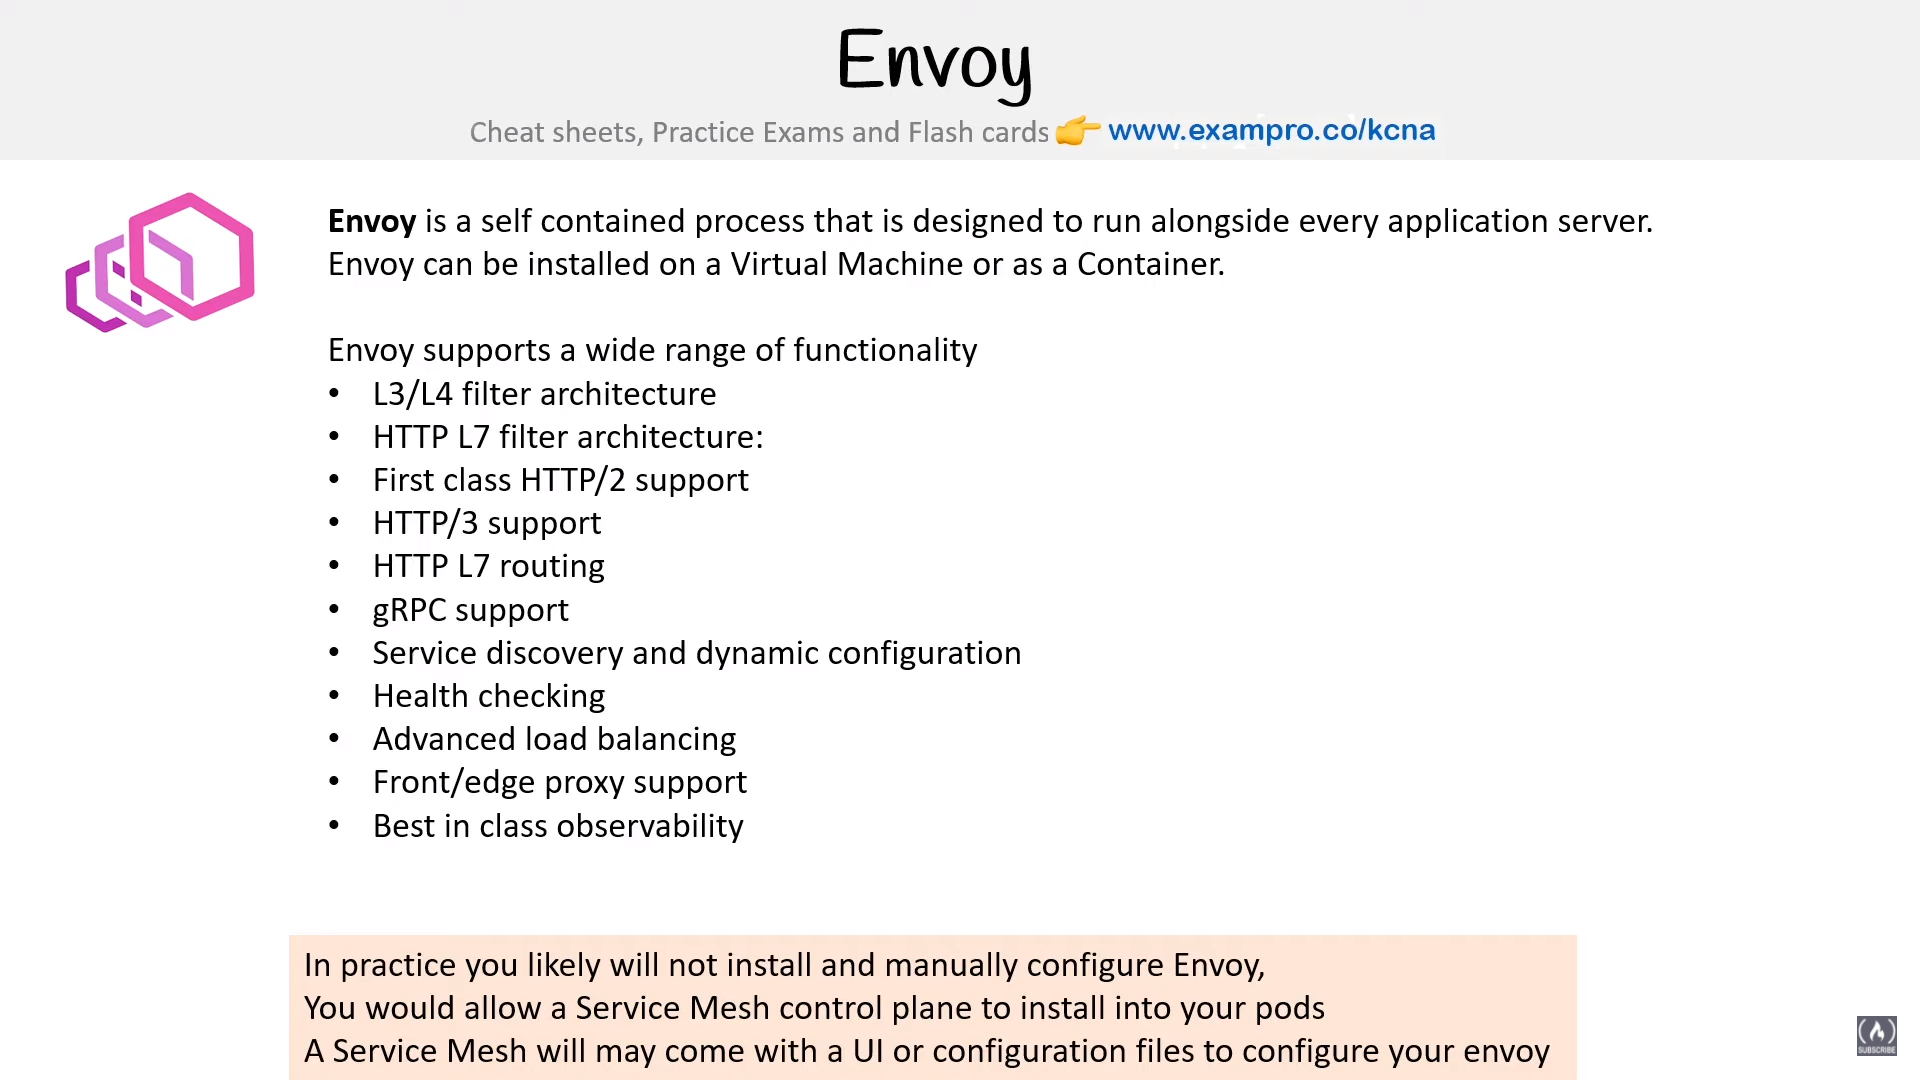 Envoy
Cheat sheets, Practice Exams and Flash cards 👉 www.exampro.co/kcna
Envoy is a self contained process that is designed to run alongside every application server.
Envoy can be installed on a Virtual Machine or as a Container.
Envoy supports a wide range of functionality
• L3/L4 filter architecture
• HTTP L7 filter architecture:
• First class HTTP/2 support
• HTTP/3 support
• HTTP L7 routing
• gRPC support
• Service discovery and dynamic configuration
• Health checking
• Advanced load balancing
• Front/edge proxy support
• Best in class observability
In practice you likely will not install and manually configure Envoy,
You would allow a Service Mesh control plane to install into your pods
A Service Mesh will may come with a UI or configuration files to configure your envoy
SUBSCRIBE